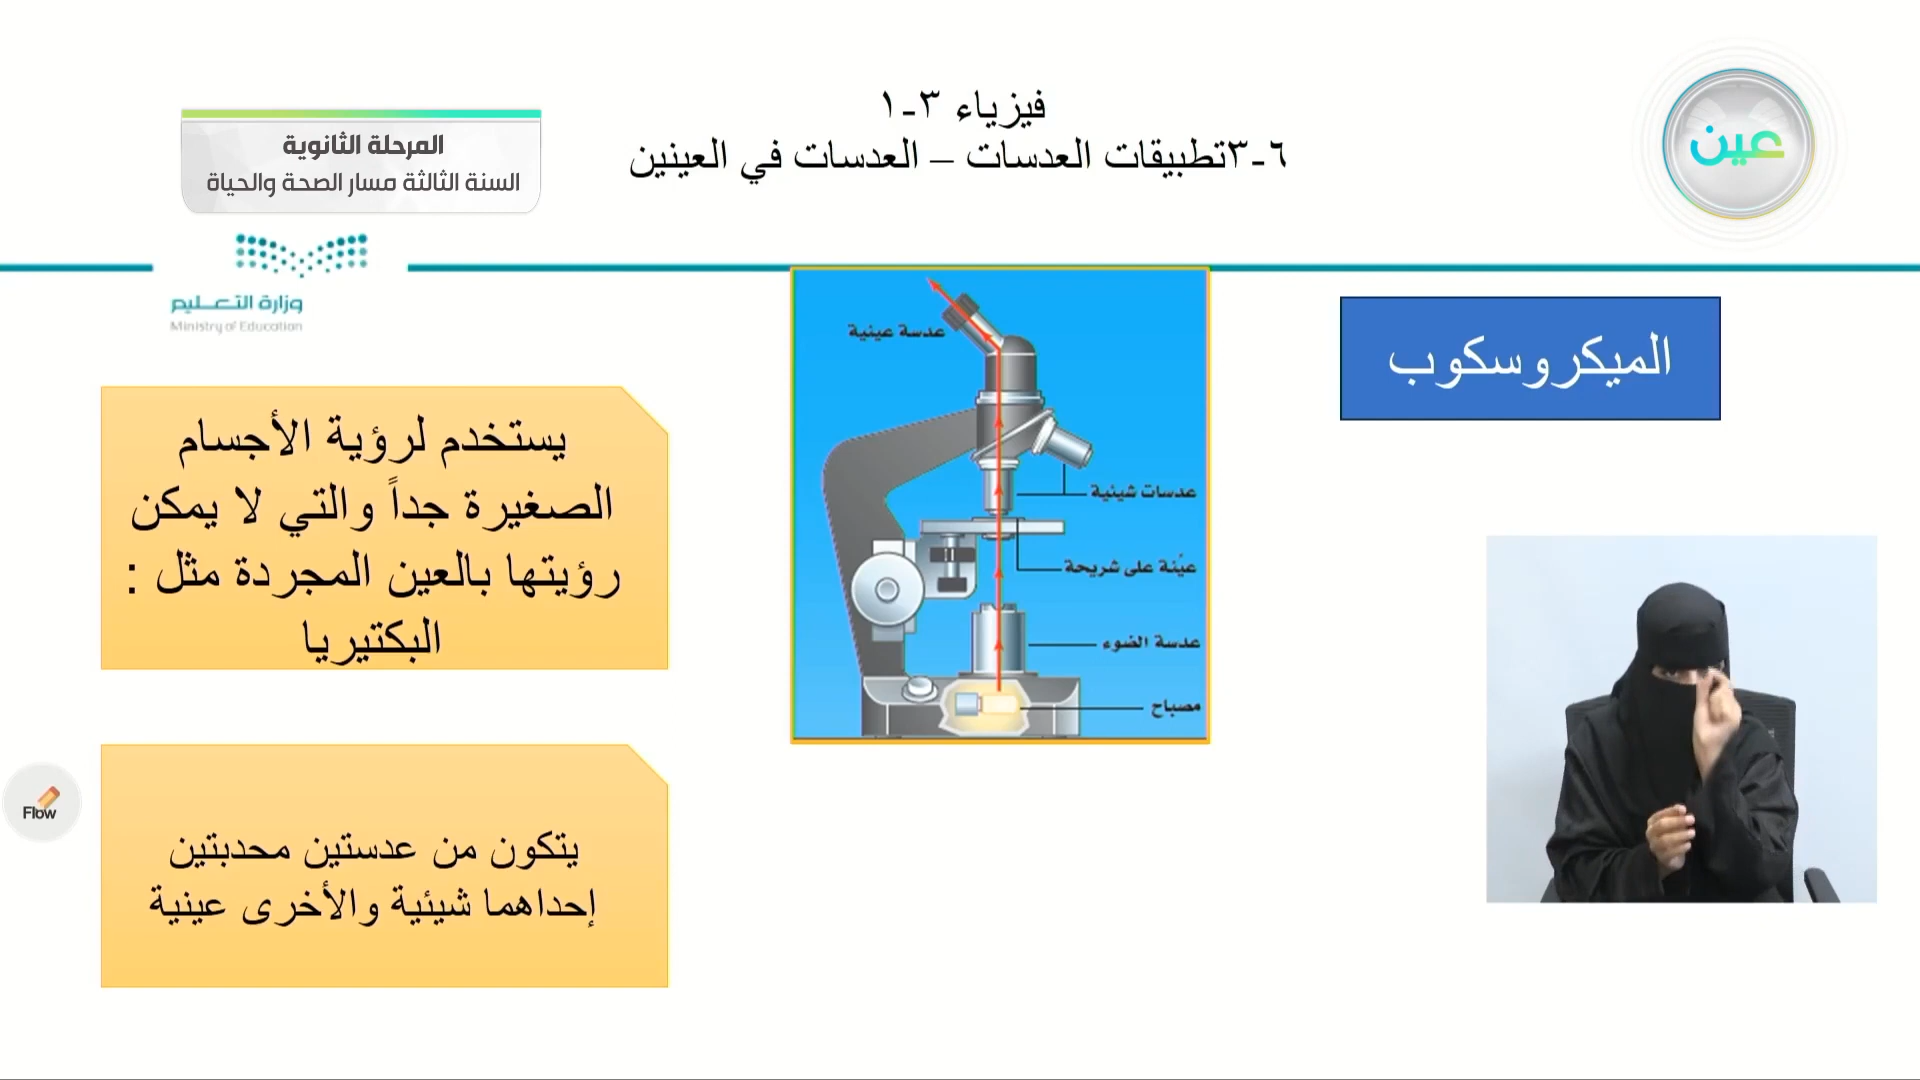 فيزياء ٣-١
٦-٣تطبيقات العدسات – العدسات في العينين
عين
المرحلة الثانوية
السنة الثالثة مسار الصحة والحياة
وزارة التعليم
Ministry of Education
الميكروسكوب
عدسة عينية
عدسات شيئية
عيّنة على شريحة
عدسة الضوء
مصباح
يستخدم لرؤية الأجسام
الصغيرة جداً والتي لا يمكن
رؤيتها بالعين المجردة مثل :
البكتيريا
يتكون من عدستين محدبتين
إحداهما شيئية والأخرى عينية
Flow